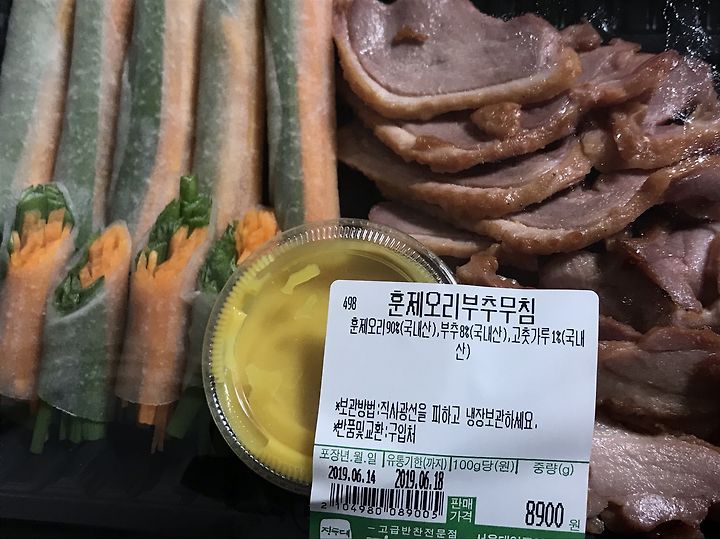 498 훈제오리부추무침
훈제오리90%(국내산),부추8%(국내산),고춧가루1%(국내
산)
*보관방법:직사광선을 피하고 냉장보관하세요.
*반품및교환:구입처
포장년.월.일 유통기한(까지) 100g당(원) 중량(g)
2019.06.14 2019.06.18
2 104980 089005
판매
가격
8900 원
고급반찬전문점